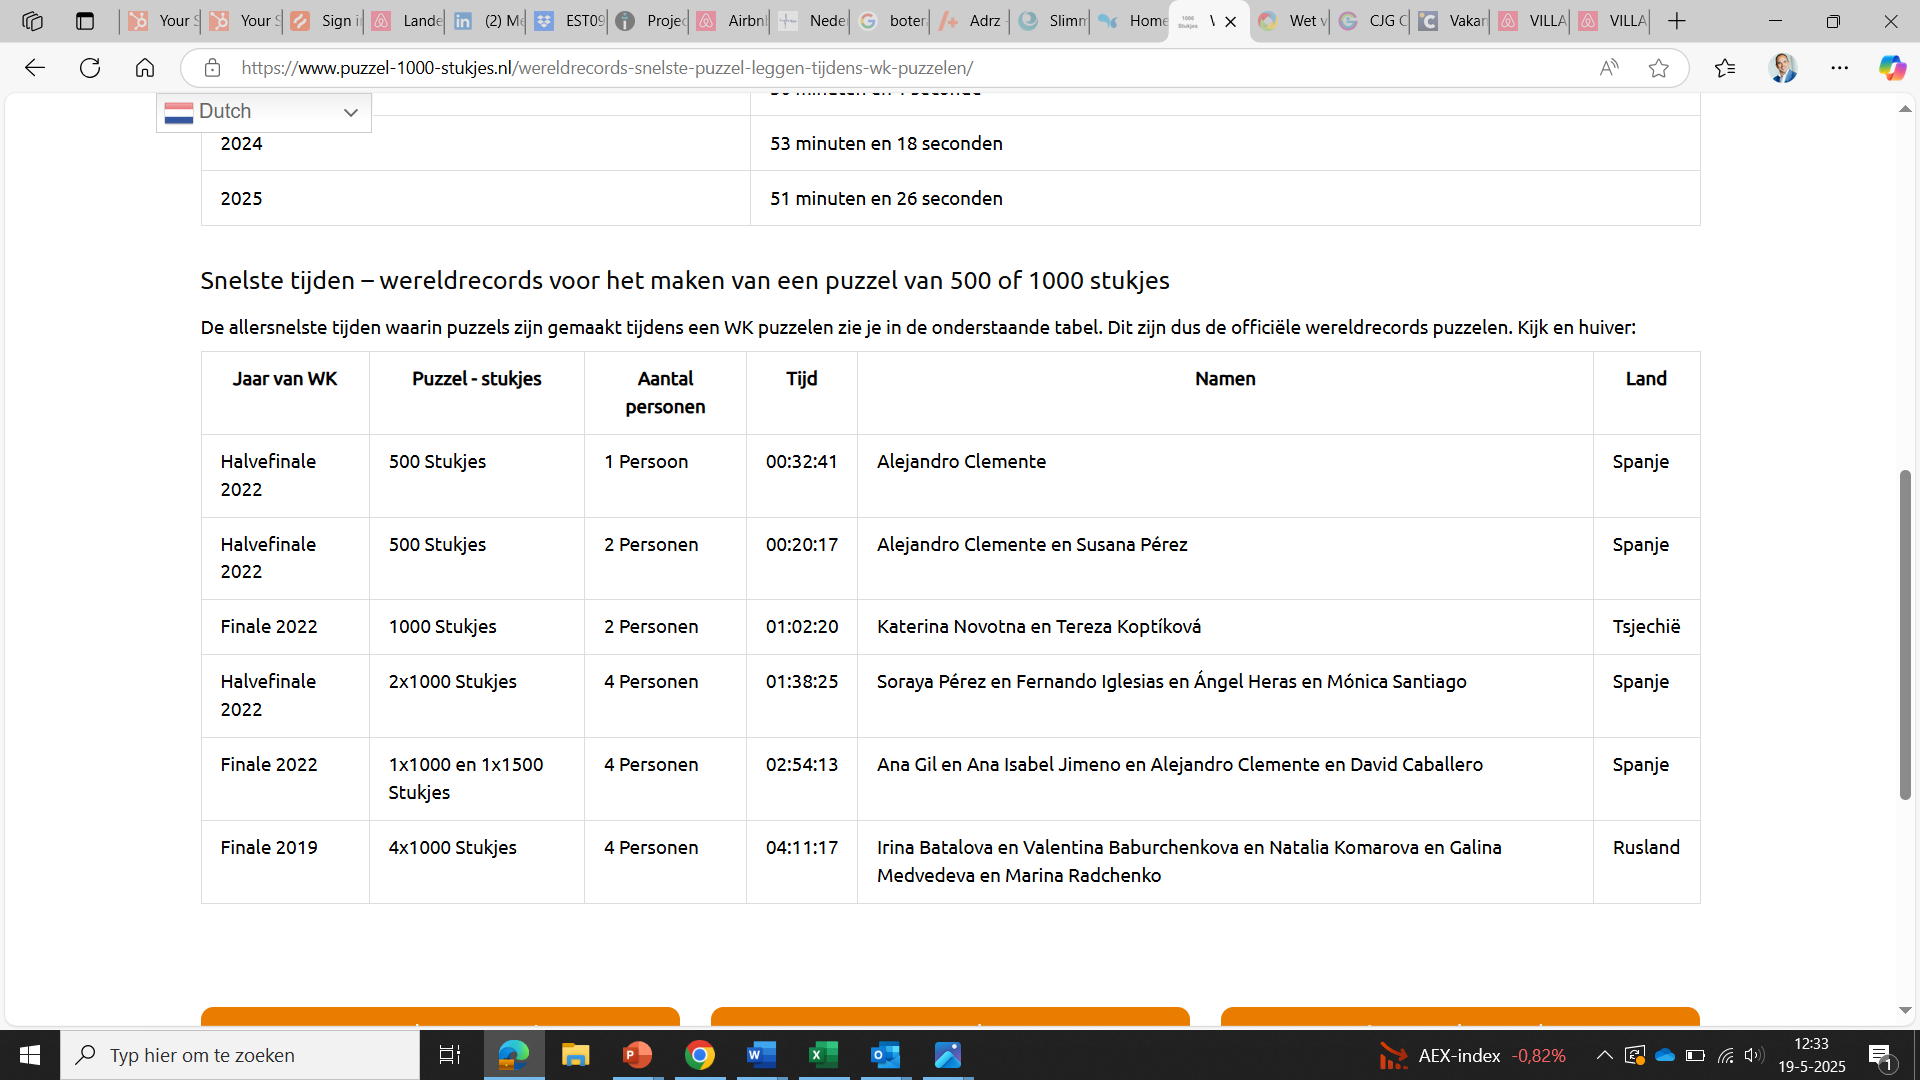 Your S
Your S
Sign i
Lande
(2) Me
EST09
Projec
Airbnb
Neder
boter
Adrz -
Slimm
Home
W
Wet v
CJG C
Vakan
VILLA
VILLA
https://www.puzzel-1000-stukjes.nl/wereldrecords-snelste-puzzel-leggen-tijdens-wk-puzzelen/
Dutch
2024 53 minuten en 18 seconden
2025 51 minuten en 26 seconden
Snelste tijden – wereldrecords voor het maken van een puzzel van 500 of 1000 stukjes
De allersnelste tijden waarin puzzels zijn gemaakt tijdens een WK puzzelen zie je in de onderstaande tabel. Dit zijn dus de officiële wereldrecords puzzelen. Kijk en huiver:
Jaar van WK Puzzel - stukjes Aantal Tijd Namen Land
personen
Halvefinale 500 Stukjes 1 Persoon 00:32:41 Alejandro Clemente Spanje
2022
Halvefinale 500 Stukjes 2 Personen 00:20:17 Alejandro Clemente en Susana Pérez Spanje
2022
Finale 2022 1000 Stukjes 2 Personen 01:02:20 Katerina Novotna en Tereza Koptíková Tsjechië
Halvefinale 2x1000 Stukjes 4 Personen 01:38:25 Soraya Pérez en Fernando Iglesias en Ángel Heras en Mónica Santiago Spanje
2022
Finale 2022 1x1000 en 1x1500 4 Personen 02:54:13 Ana Gil en Ana Isabel Jimeno en Alejandro Clemente en David Caballero Spanje
Stukjes
Finale 2019 4x1000 Stukjes 4 Personen 04:11:17 Irina Batalova en Valentina Baburchenkova en Natalia Komarova en Galina Rusland
Medvedeva en Marina Radchenko
Typ hier om te zoeken
AEX-index -0,82%
12:33
19-5-2025
1